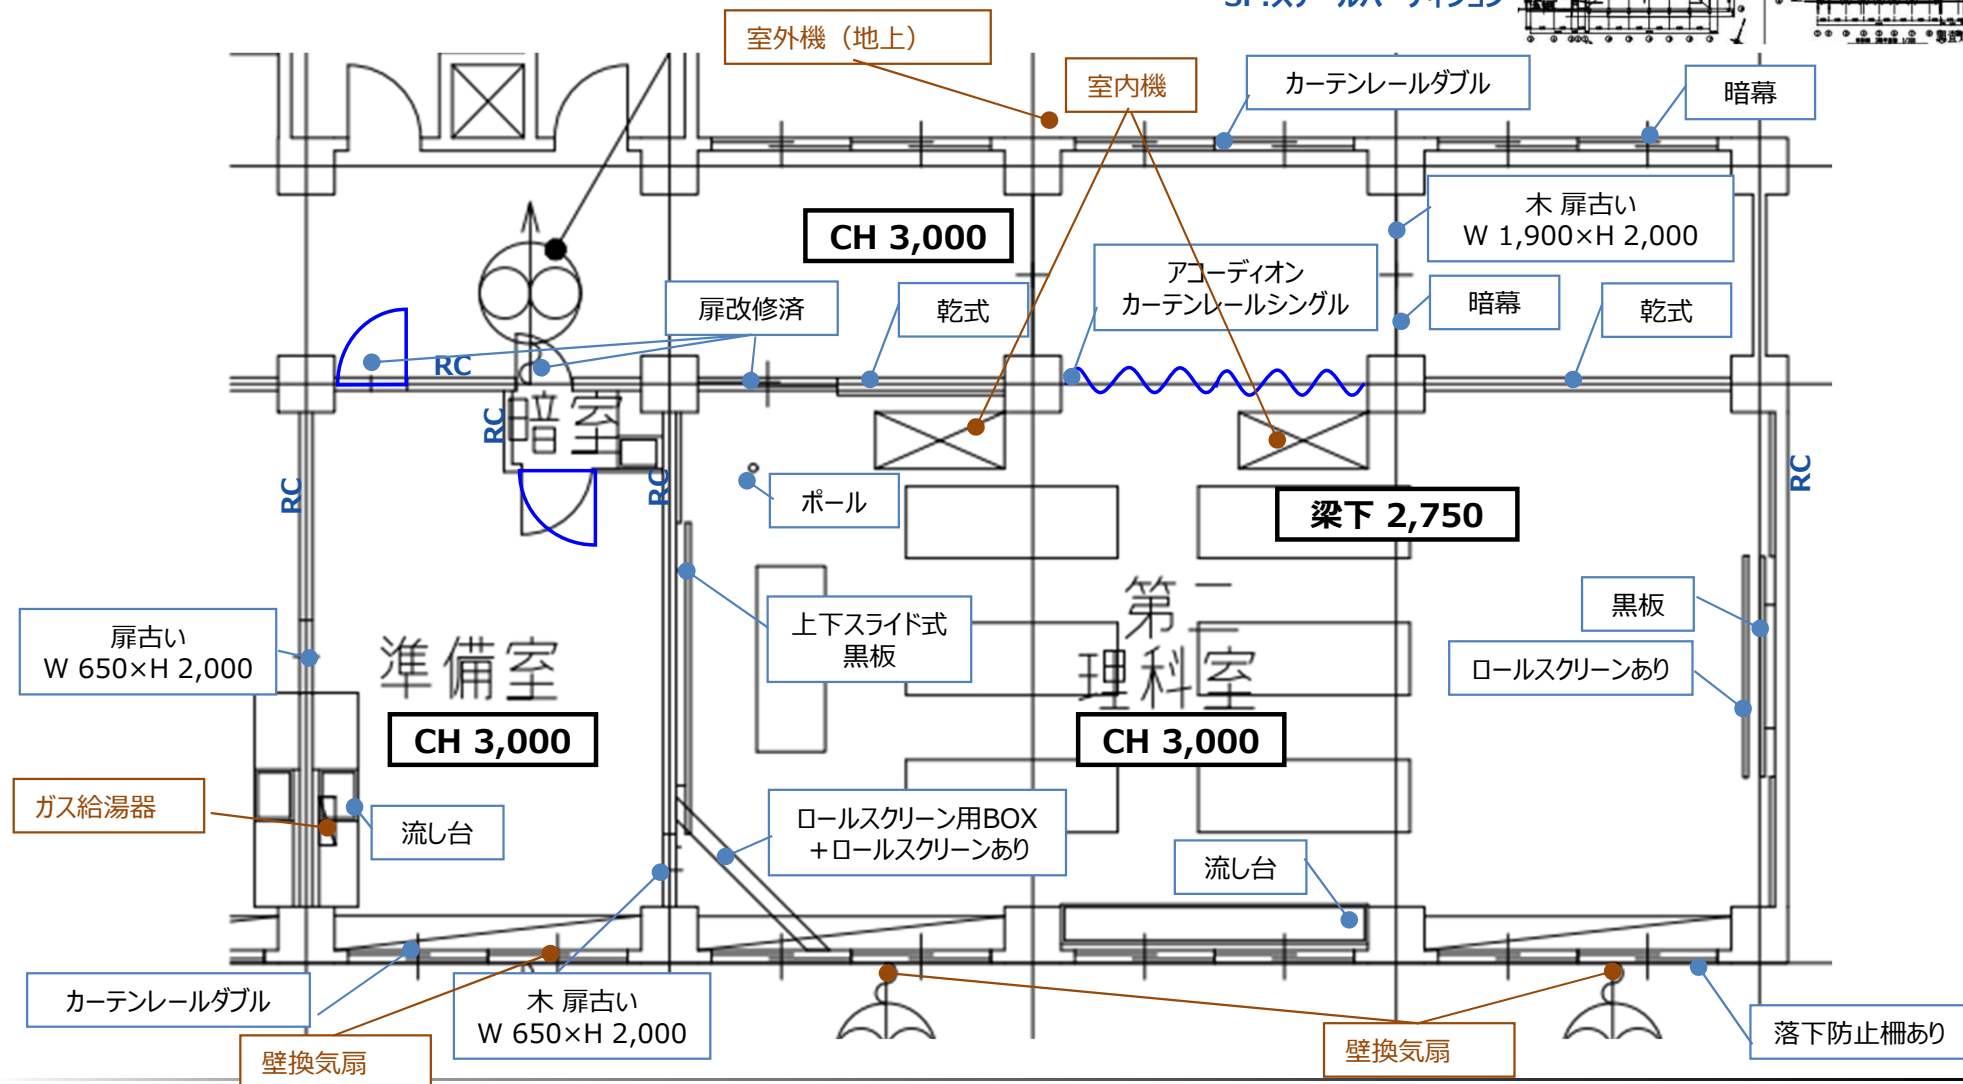 室外機（地上）
室内機
カーテンレールダブル
暗幕
木 扉古い
W 1,900×H 2,000
CH 3,000
アコーディオン
カーテンレールシングル
扉改修済
乾式
暗幕
乾式
RC
RC
暗室
RC
RC
RC
ポール
梁下 2,750
黒板
上下スライド式
黒板
第二
理科室
扉古い
W 650×H 2,000
準備室
ロールスクリーンあり
CH 3,000
CH 3,000
ガス給湯器
流し台
ロールスクリーン用BOX
＋ロールスクリーンあり
流し台
カーテンレールダブル
木 扉古い
W 650×H 2,000
落下防止柵あり
壁換気扇
壁換気扇